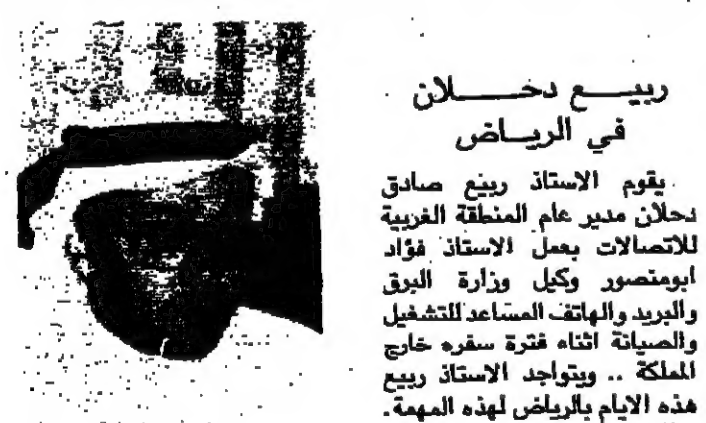 ربيع دحلان
في الرياض
يقوم الاستاذ ربيع صادق
دحلان مدير عام المنطقة الغربية
للاتصالات بعمل الاستاذ فؤاد
ابومنصور وكيل وزارة البرق
والبريد والهاتف المساعد للتشغيل
والصيانة اثناء فترة سفره خارج
المملكة .. ويتواجد الاستاذ ربيع
هذه الايام بالرياض لهذه المهمة.